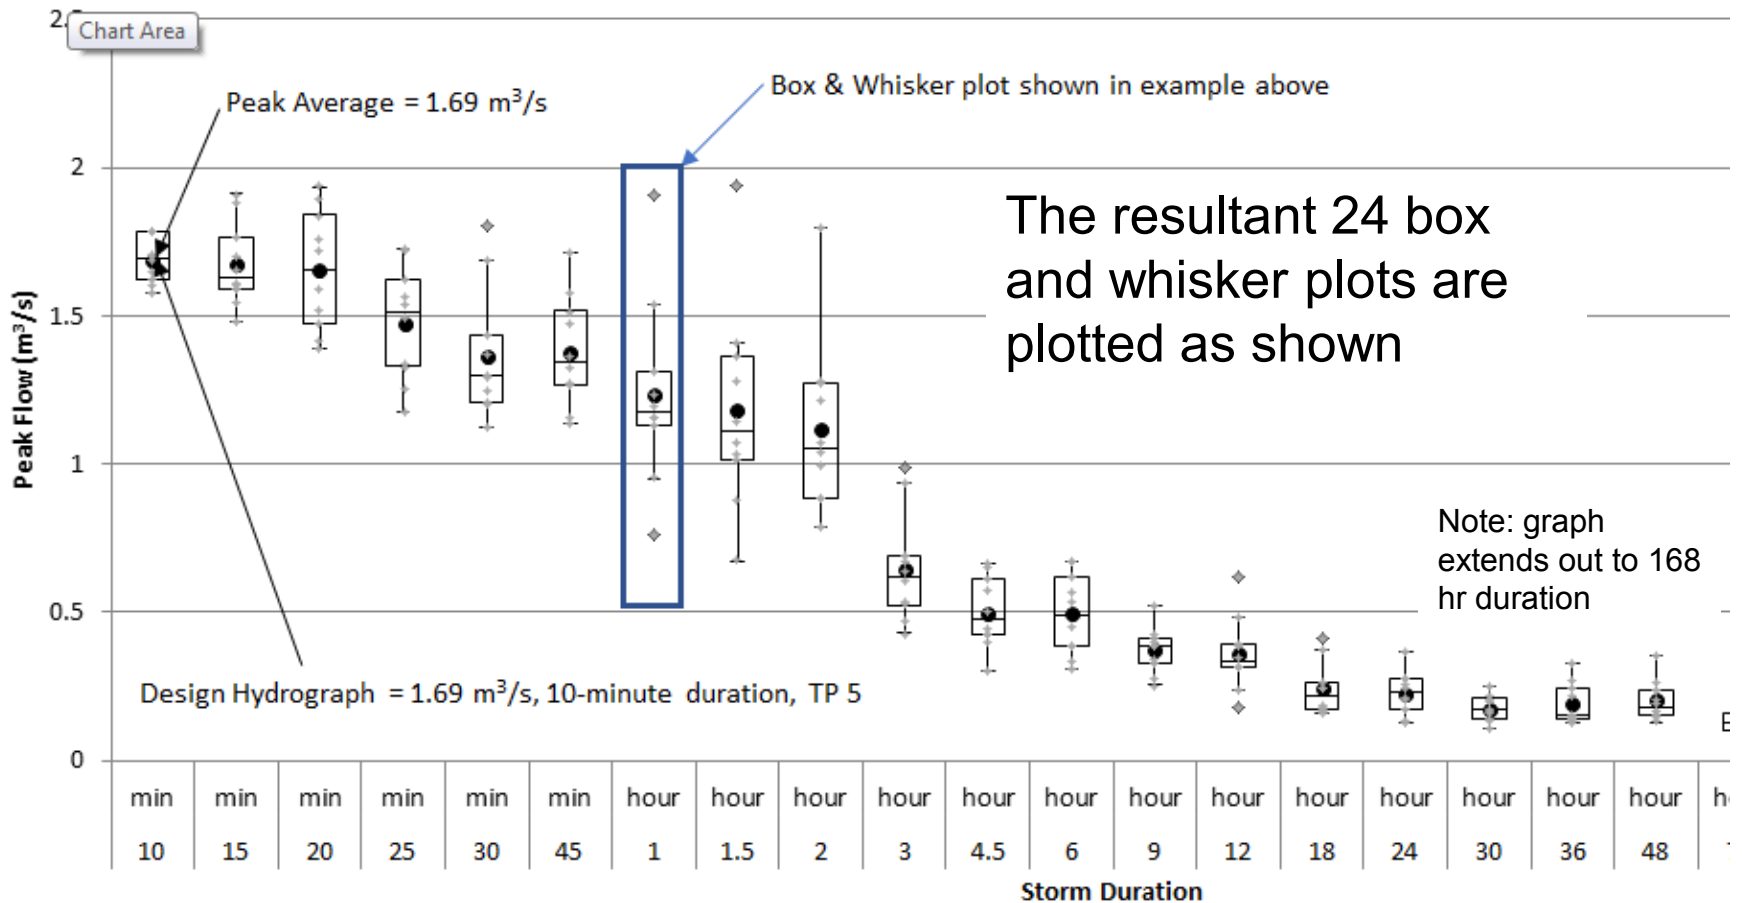 2.5
Chart Area
Peak Average = 1.69 m³/s
Box & Whisker plot shown in example above
2
The resultant 24 box
and whisker plots are
plotted as shown
1.5
Peak Flow (m³/s)
1
Note: graph
extends out to 168
hr duration
0.5
Design Hydrograph = 1.69 m³/s, 10-minute duration, TP 5
0
min min min min min min hour hour hour hour hour hour hour hour hour hour hour hour hour
10 15 20 25 30 45 1 1.5 2 3 4.5 6 9 12 18 24 30 36 48
Storm Duration